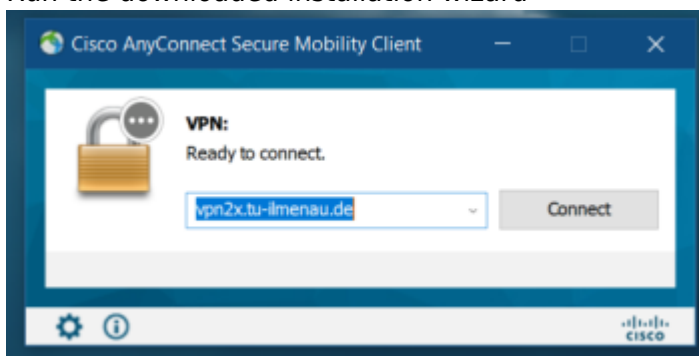 Run the downloaded installation wizard
Cisco AnyConnect Secure Mobility Client
VPN:
Ready to connect.
vpn2x.tu-ilmenau.de
Connect
CISCO